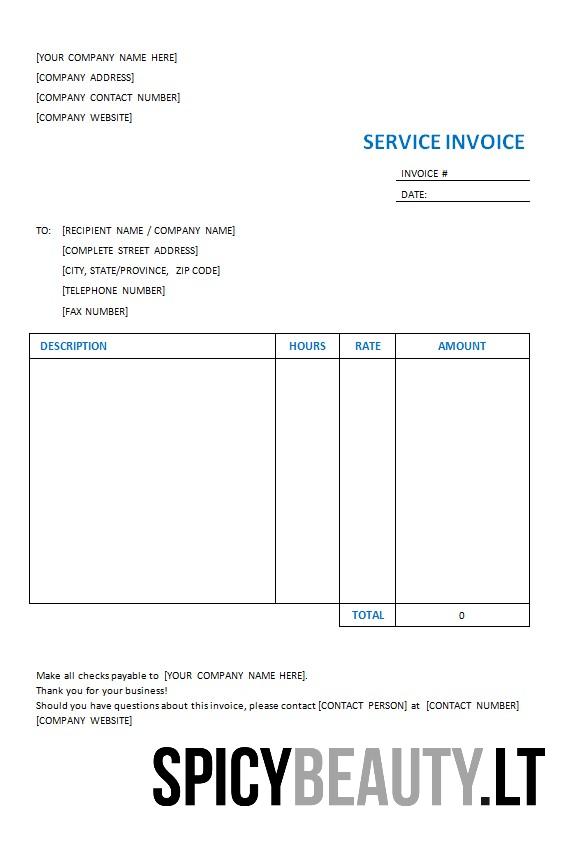 [YOUR COMPANY NAME HERE]
[COMPANY ADDRESS]
[COMPANY CONTACT NUMBER]
[COMPANY WEBSITE]
SERVICE INVOICE
INVOICE #
DATE:
TO: [RECIPIENT NAME / COMPANY NAME]
[COMPLETE STREET ADDRESS]
[CITY, STATE/PROVINCE, ZIP CODE]
[TELEPHONE NUMBER]
[FAX NUMBER]
DESCRIPTION HOURS RATE AMOUNT
TOTAL 0
Make all checks payable to [YOUR COMPANY NAME HERE].
Thank you for your business!
Should you have questions about this invoice, please contact [CONTACT PERSON] at [CONTACT NUMBER]
[COMPANY WEBSITE]
SPICYBEAUTY.LT